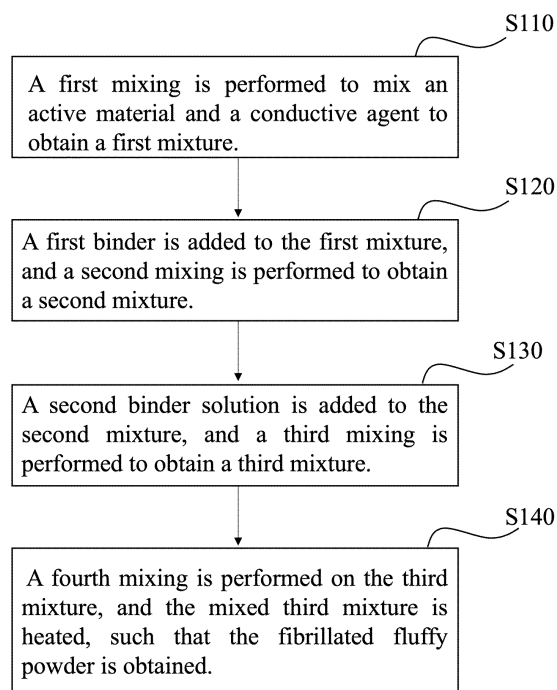 S110
A first mixing is performed to mix an
active material and a conductive agent to
obtain a first mixture.
S120
A first binder is added to the first mixture,
and a second mixing is performed to obtain
a second mixture.
S130
A second binder solution is added to the
second mixture, and a third mixing is
performed to obtain a third mixture.
S140
A fourth mixing is performed on the third
mixture, and the mixed third mixture is
heated, such that the fibrillated fluffy
powder is obtained.